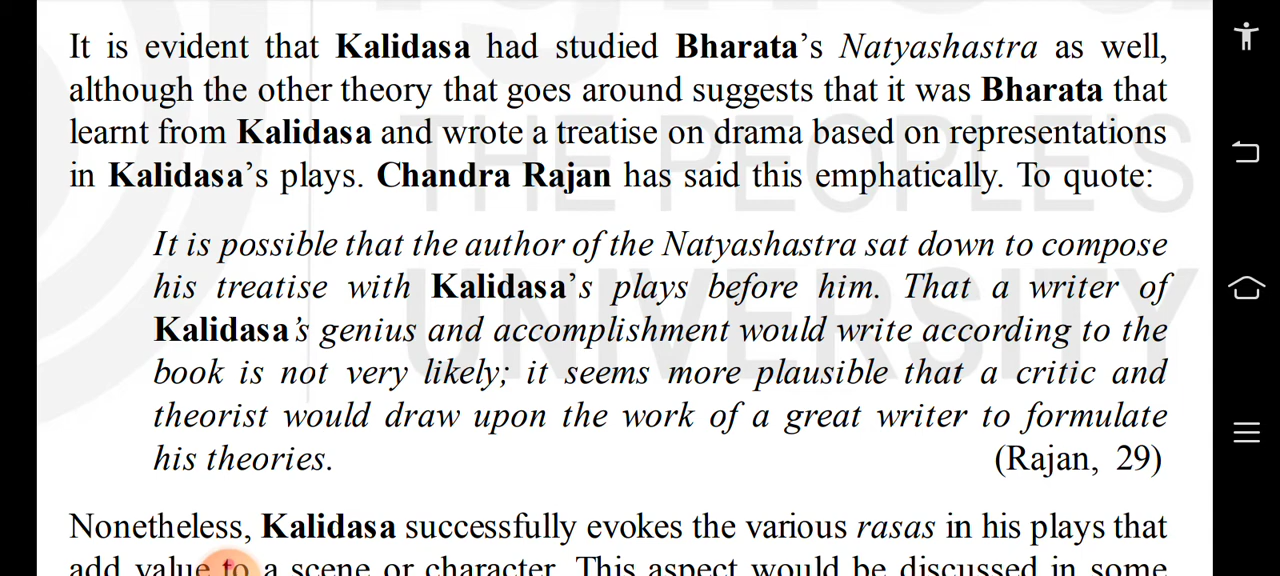 It is evident that Kalidasa had studied Bharata's Natyashastra as well,
although the other theory that goes around suggests that it was Bharata that
learnt from Kalidasa and wrote a treatise on drama based on representations
in Kalidasa's plays. Chandra Rajan has said this emphatically. To quote:
It is possible that the author of the Natyashastra sat down to compose
his treatise with Kalidasa's plays before him. That a writer of
Kalidasa's genius and accomplishment would write according to the
book is not very likely; it seems more plausible that a critic and
theorist would draw upon the work of a great writer to formulate
his theories. (Rajan, 29)
Nonetheless, Kalidasa successfully evokes the various rasas in his plays that
add value to a scene or character. This aspect would be discussed in some
THE PEOPLE'S
UNIVERSITY